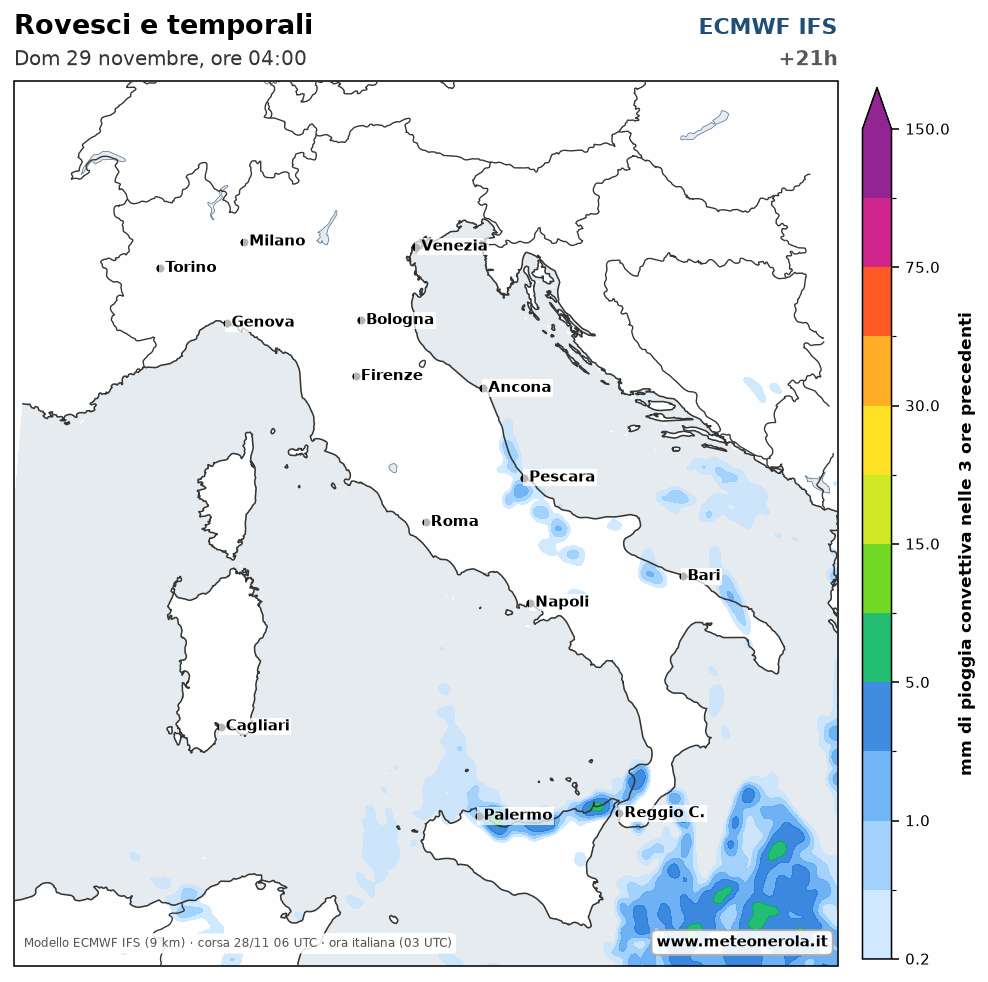 Rovesci e temporali
ECMWF IFS
Dom 29 novembre, ore 04:00
+21h
Milano
Venezia
Torino
Genova
Bologna
Firenze
Ancona
Pescara
Roma
Bari
Napoli
Cagliari
Palermo
Reggio C.
150.0
75.0
30.0
15.0
5.0
1.0
0.2
mm di pioggia convettiva nelle 3 ore precedenti
Modello ECMWF IFS (9 km) · corsa 28/11 06 UTC · ora italiana (03 UTC)
www.meteonerola.it